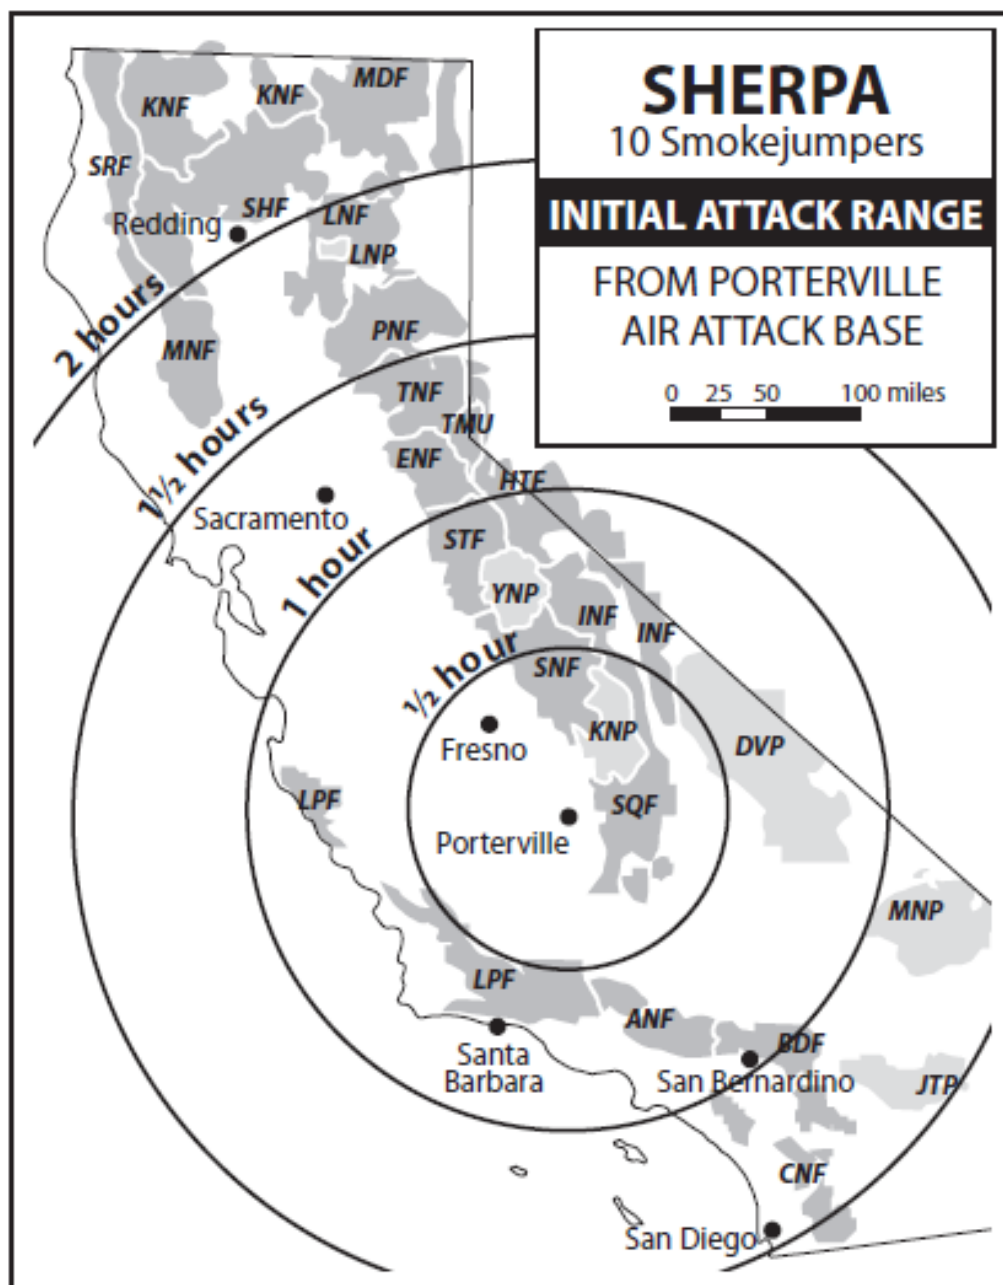 SHERPA
10 Smokejumpers
INITIAL ATTACK RANGE
FROM PORTERVILLE
AIR ATTACK BASE
0 25 50 100 miles
KNF
KNF
MDF
SRF
SHF
LNF
Redding
LNP
2 hours
PNF
MNF
TNF
1½ hours
TMU
ENF
HTF
Sacramento
STF
1 hour
YNP
INF
INF
½ hour
SNF
KNP
Fresno
DVP
LPF
SQF
Porterville
MNP
LPF
ANF
BDF
Santa
Barbara
San Bernardino
JTP
CNF
San Diego